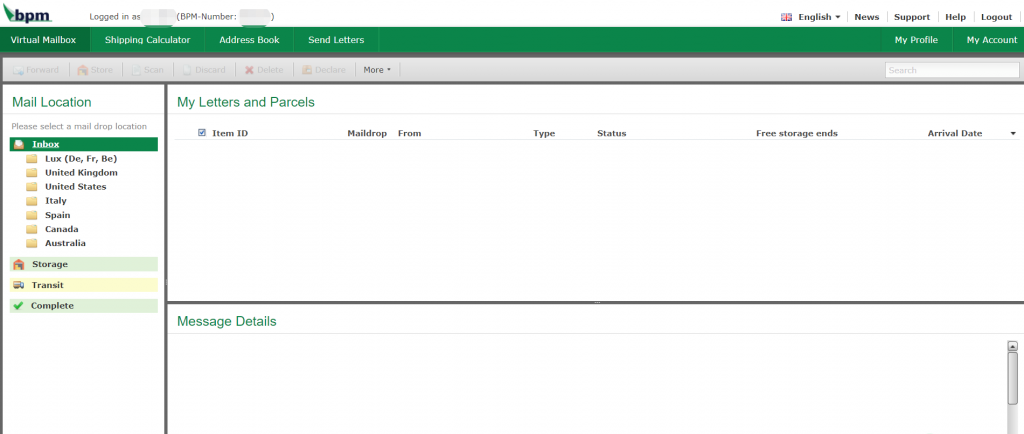 bpm
Logged in as (BPM-Number: )
English News Support Help Logout
Virtual Mailbox Shipping Calculator Address Book Send Letters My Profile My Account
Forward Store Scan Discard Delete Declare More Search
Mail Location
Please select a mail drop location
Inbox
Lux (De, Fr, Be)
United Kingdom
United States
Italy
Spain
Canada
Australia
Storage
Transit
Complete
My Letters and Parcels
Item ID Maildrop From Type Status Free storage ends Arrival Date
Message Details